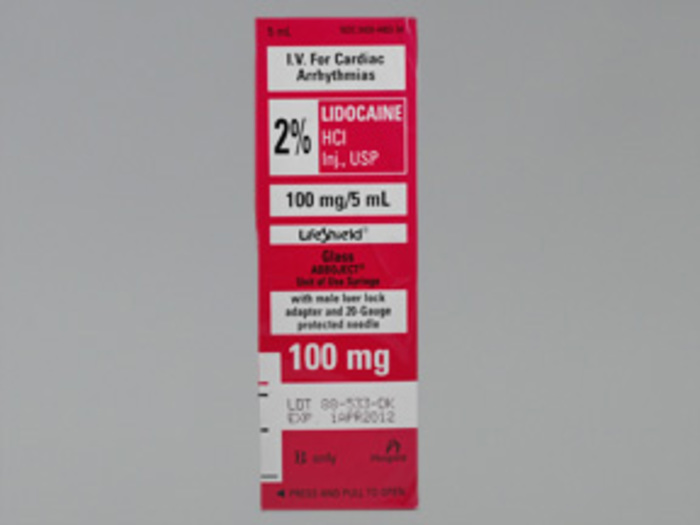 5 mL
I.V. For Cardiac
Arrhythmias
2%
LIDOCAINE
HCl
Inj., USP
100 mg/5 mL
LifeShield®
Glass
ABBOJECT®
Unit of Use Syringe
with male luer lock
adapter and 20-Gauge
protected needle
100 mg
LOT 88-533-DK
EXP 1APR2012
℞ only
Hospira
◄ PRESS AND PULL TO OPEN